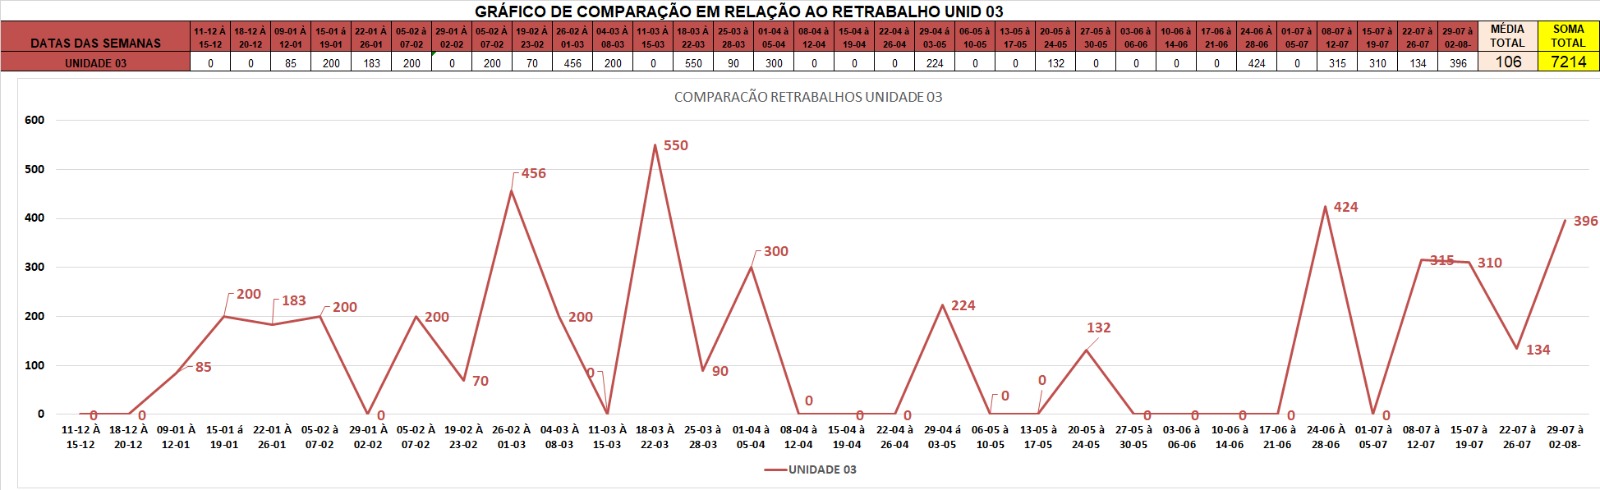 GRÁFICO DE COMPARAÇÃO EM RELAÇÃO AO RETRABALHO UNID 03
DATAS DAS SEMANAS 11-12 À 15-12 18-12 À 20-12 09-01 À 12-01 15-01 à 19-01 22-01 À 26-01 05-02 À 07-02 29-01 À 02-02 05-02 À 07-02 19-02 À 23-02 26-02 À 01-03 04-03 À 08-03 11-03 À 15-03 18-03 À 22-03 25-03 à 28-03 01-04 à 05-04 08-04 à 12-04 15-04 à 19-04 22-04 à 26-04 29-04 á 03-05 06-05 À 10-05 13-05 à 17-05 20-05 à 24-05 27-05 à 30-05 03-06 à 06-06 10-06 à 14-06 17-06 à 21-06 24-06 À 28-06 01-07 à 05-07 08-07 à 12-07 15-07 à 19-07 22-07 à 26-07 29-07 à 02-08- MÉDIA TOTAL SOMA TOTAL
UNIDADE 03 0 0 85 200 183 200 0 200 70 456 200 0 550 90 300 0 0 0 224 0 0 132 0 0 0 0 424 0 315 310 134 396 106 7214
COMPARACÃO RETRABALHOS UNIDADE 03
600
500
400
300
200
100
0
0 0 85 200 183 200 0 200 70 456 200 0 550 90 300 0 0 0 224 0 0 132 0 0 0 0 424 0 315 310 134 396
11-12 À 18-12 À 09-01 À 15-01 á 22-01 À 05-02 à 29-01 À 05-02 À 19-02 À 26-02 À 04-03 À 11-03 À 18-03 À 25-03 à 01-04 à 08-04 à 15-04 à 22-04 à 29-04 á 06-05 À 13-05 à 20-05 à 27-05 à 03-06 à 10-06 à 17-06 à 24-06 À 01-07 à 08-07 à 15-07 à 22-07 à 29-07 à
15-12 20-12 12-01 19-01 26-01 07-02 02-02 07-02 23-02 01-03 08-03 15-03 22-03 28-03 05-04 12-04 19-04 26-04 03-05 10-05 17-05 24-05 30-05 06-06 14-06 21-06 28-06 05-07 12-07 19-07 26-07 02-08-
UNIDADE 03